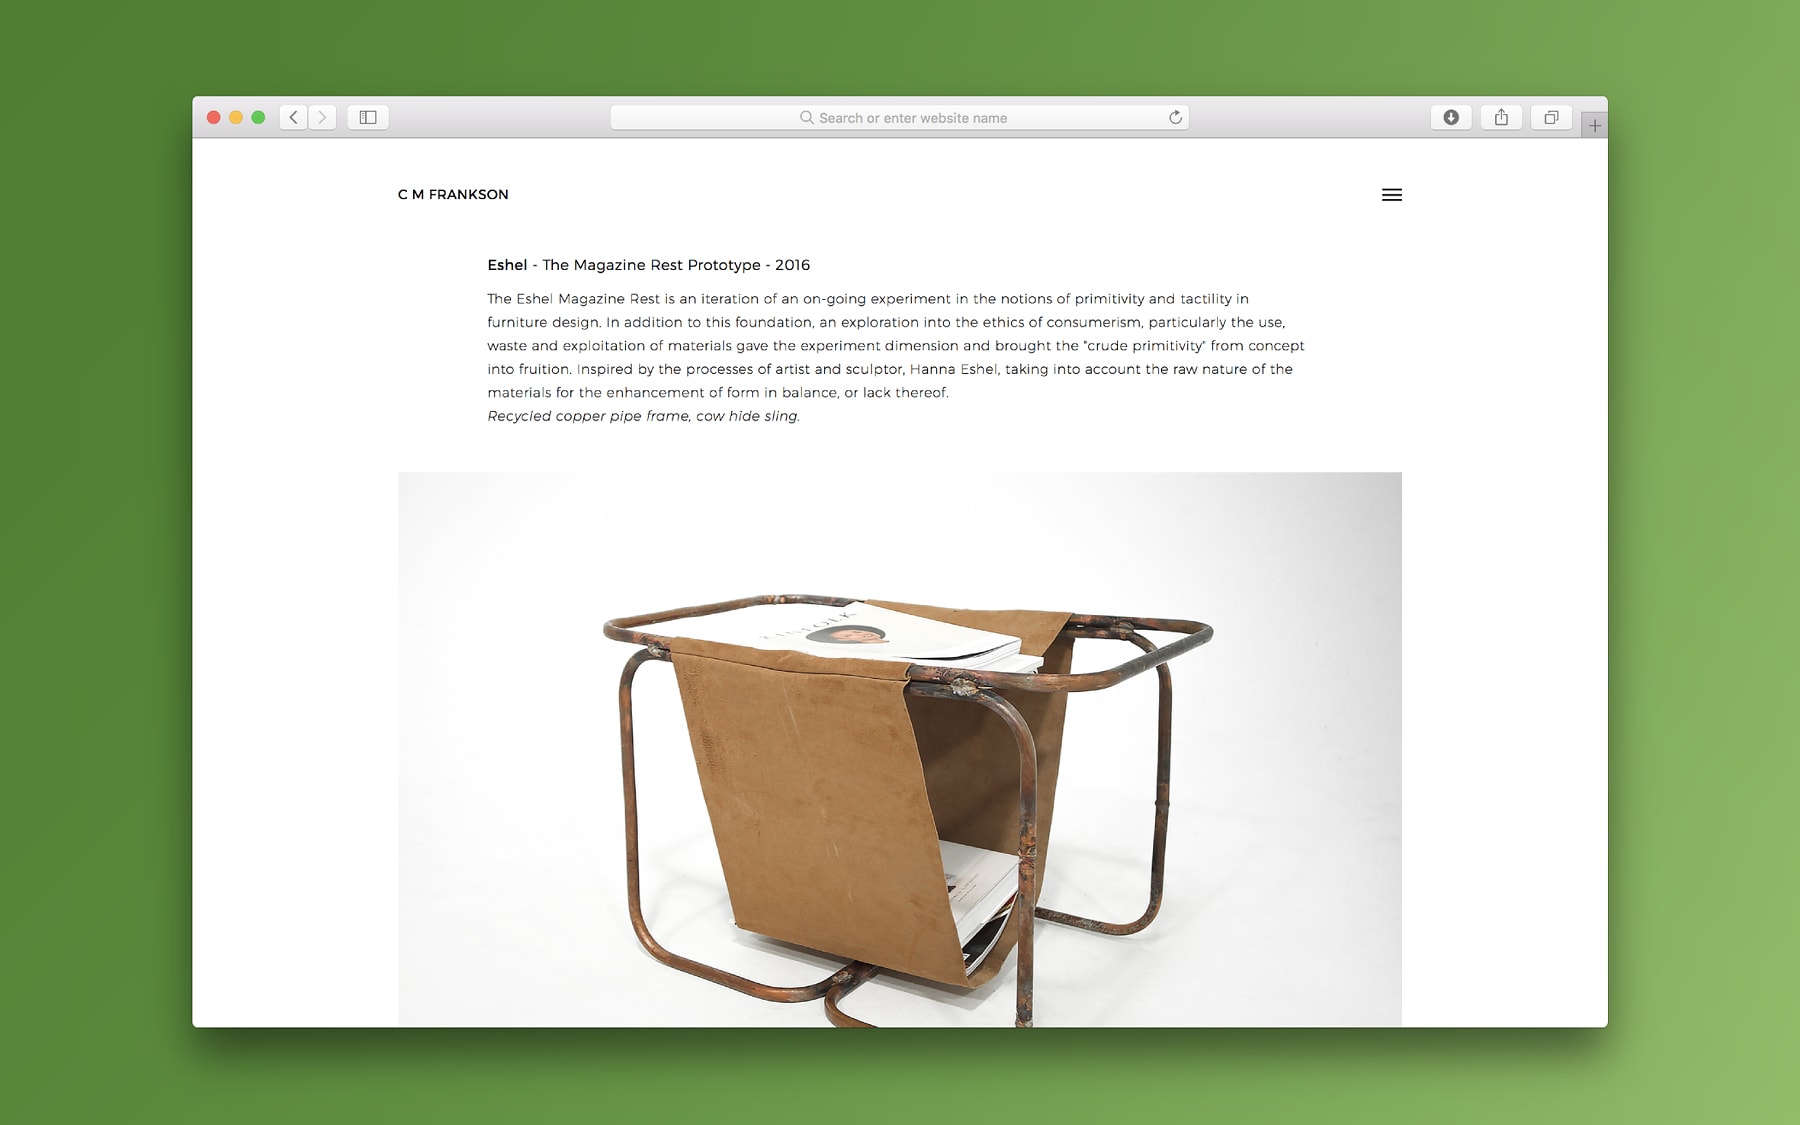 Search or enter website name
C M FRANKSON
Eshel - The Magazine Rest Prototype - 2016
The Eshel Magazine Rest is an iteration of an on-going experiment in the notions of primitivity and tactility in
furniture design. In addition to this foundation, an exploration into the ethics of consumerism, particularly the use,
waste and exploitation of materials gave the experiment dimension and brought the "crude primitivity" from concept
into fruition. Inspired by the processes of artist and sculptor, Hanna Eshel, taking into account the raw nature of the
materials for the enhancement of form in balance, or lack thereof.
Recycled copper pipe frame, cow hide sling.
KINFOLK